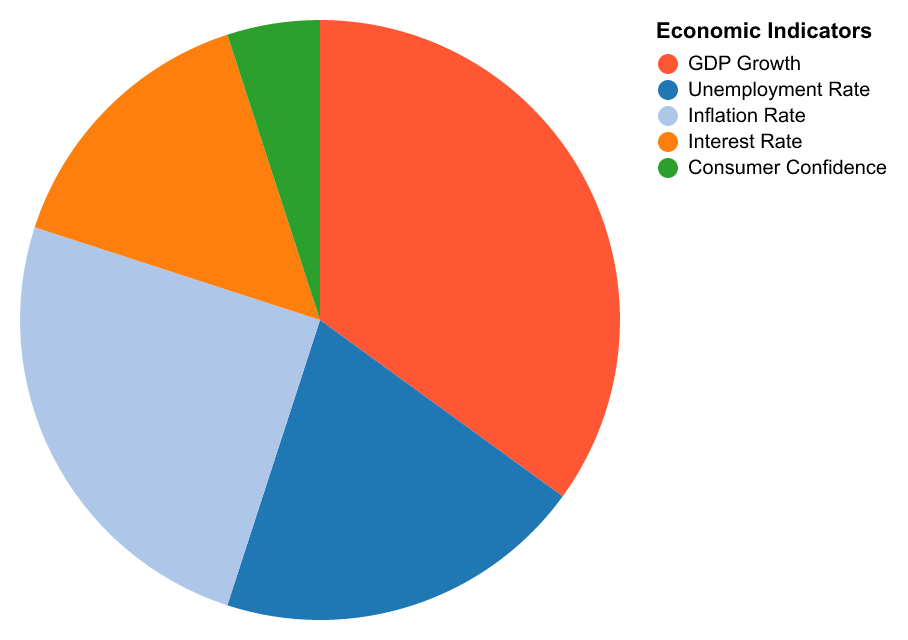 Economic Indicators
GDP Growth
Unemployment Rate
Inflation Rate
Interest Rate
Consumer Confidence